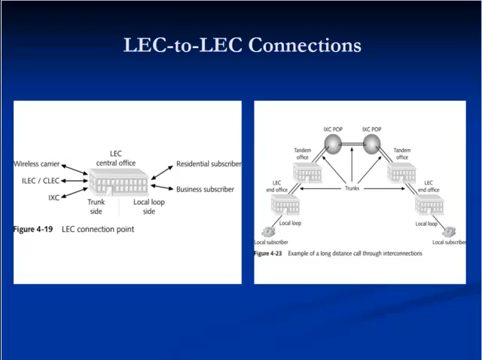 LEC-to-LEC Connections
LEC
central office
Wireless carrier
Residential subscriber
ILEC / CLEC
Business subscriber
IXC
Trunk
side
Local loop
side
Figure 4-19 LEC connection point
IXC POP
IXC POP
Tandem
office
Tandem
office
LEC
end office
Trunks
LEC
end office
Local loop
Local loop
Local subscriber
Local subscriber
Figure 4-23 Example of a long distance call through interconnections